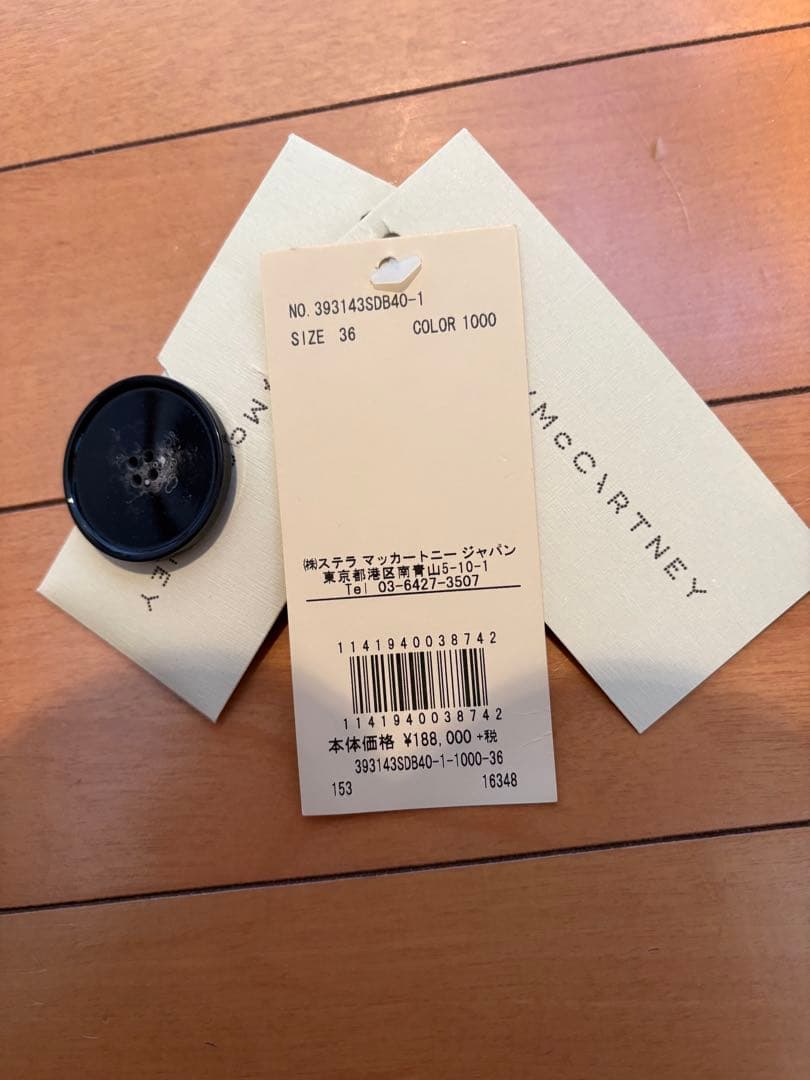 NO. 393143SDB40-1
SIZE 36 COLOR 1000
McCARTNEY
Mc
EY
㈱ステラ マッカートニー ジャパン
東京都港区南青山5-10-1
Tel 03-6427-3507
1141940038742
1141940038742
本体価格 ¥188,000 +税
393143SDB40-1-1000-36
153 16348